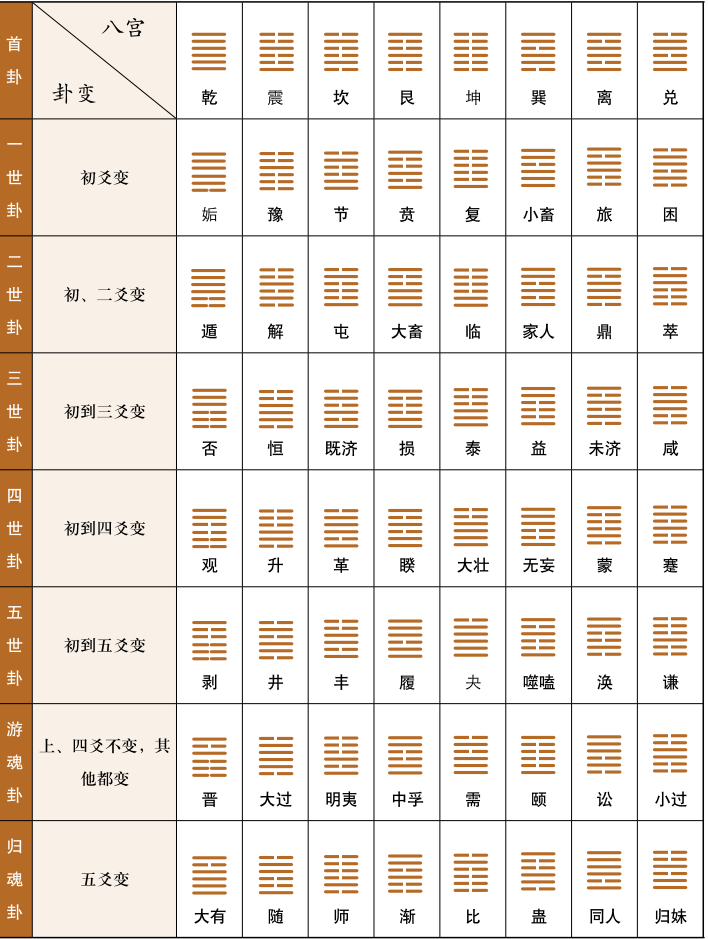 首卦
八宫
卦变
乾 震 坎 艮 坤 巽 离 兑
一世卦
初爻变
姤 豫 节 贲 复 小畜 旅 困
二世卦
初、二爻变
遁 解 屯 大畜 临 家人 鼎 萃
三世卦
初到三爻变
否 恒 既济 损 泰 益 未济 咸
四世卦
初到四爻变
观 升 革 睽 大壮 无妄 蒙 蹇
五世卦
初到五爻变
剥 井 丰 履 夬 噬嗑 涣 谦
游魂卦
上、四爻不变，其
他都变
晋 大过 明夷 中孚 需 颐 讼 小过
归魂卦
五爻变
大有 随 师 渐 比 蛊 同人 归妹